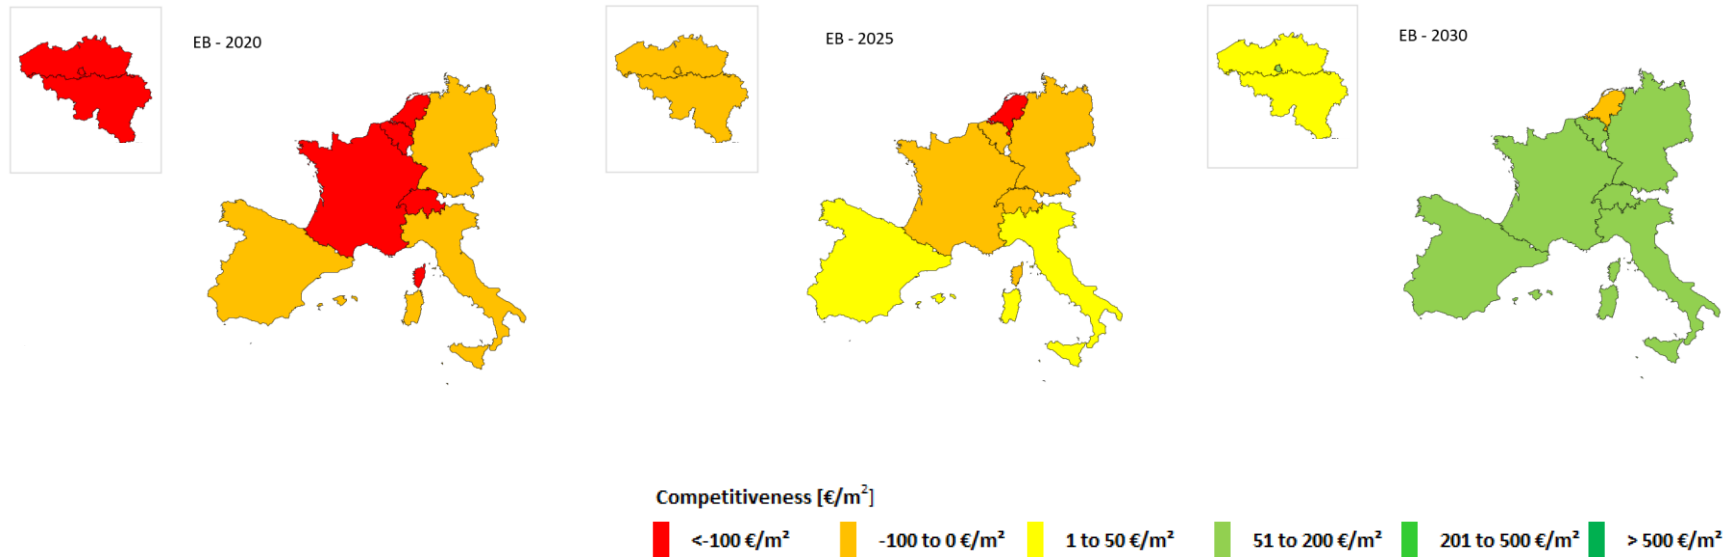 EB - 2020
EB - 2025
EB - 2030
Competitiveness [€/m²]
<-100 €/m²
-100 to 0 €/m²
1 to 50 €/m²
51 to 200 €/m²
201 to 500 €/m²
> 500 €/m²